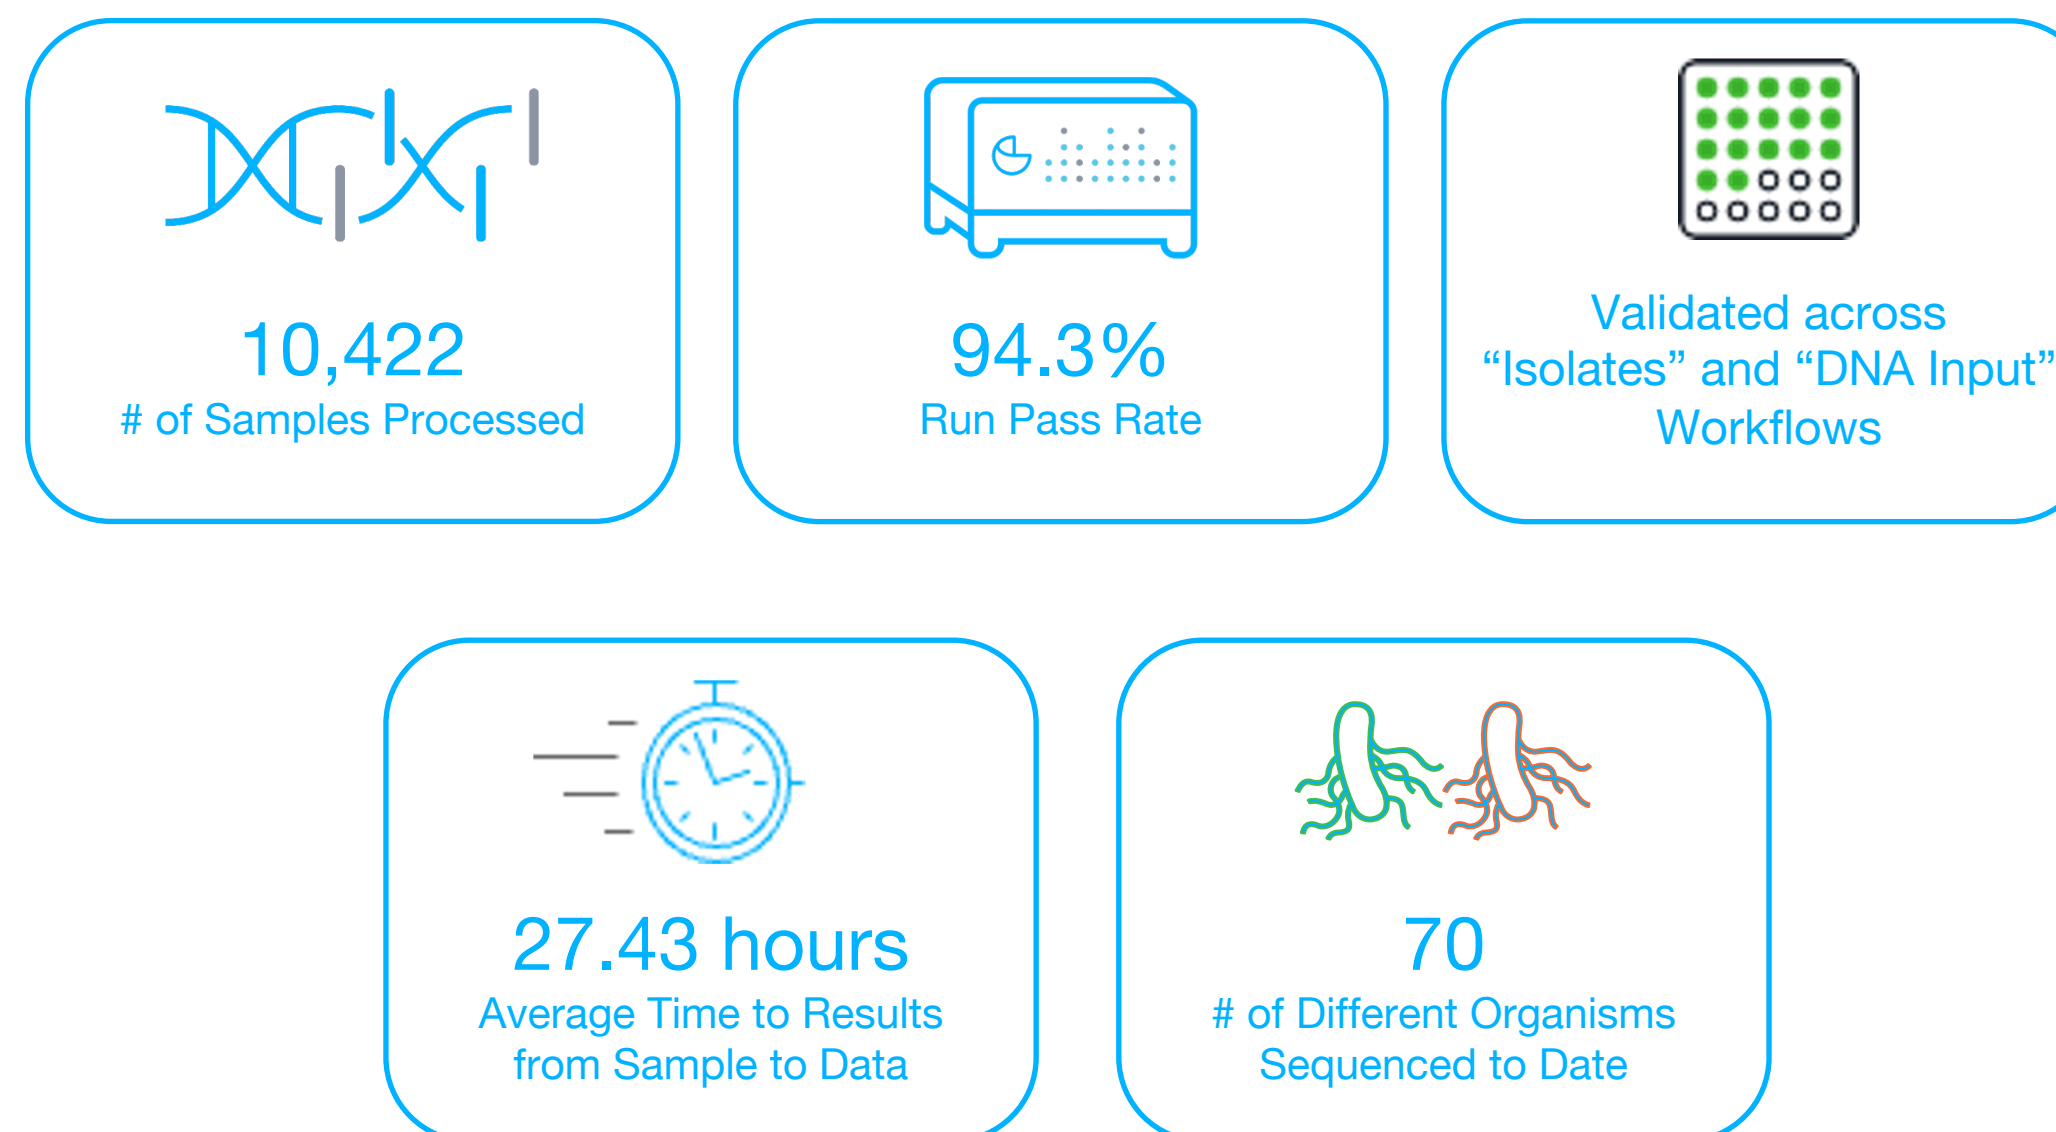 10,422
# of Samples Processed
94.3%
Run Pass Rate
Validated across
“Isolates” and “DNA Input”
Workflows
27.43 hours
Average Time to Results
from Sample to Data
70
# of Different Organisms
Sequenced to Date